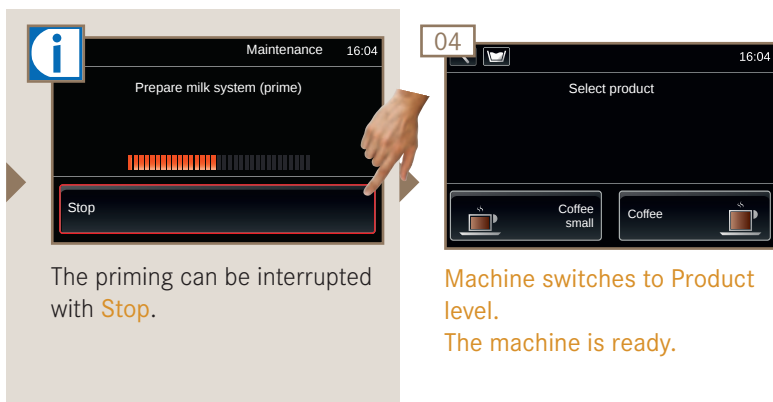 i
Maintenance 16:04
Prepare milk system (prime)
Stop
The priming can be interrupted
with Stop.
04
16:04
Select product
Coffee
small
Coffee
Machine switches to Product
level.
The machine is ready.